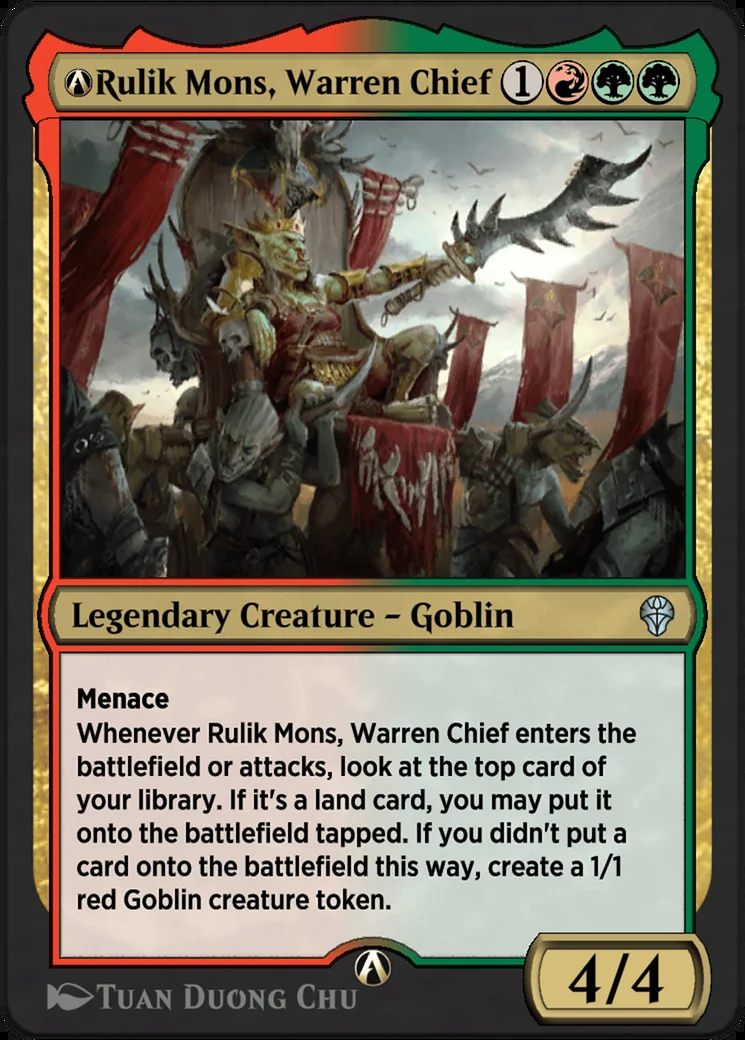 Rulik Mons, Warren Chief 1
Legendary Creature – Goblin
Menace
Whenever Rulik Mons, Warren Chief enters the
battlefield or attacks, look at the top card of
your library. If it's a land card, you may put it
onto the battlefield tapped. If you didn't put a
card onto the battlefield this way, create a 1/1
red Goblin creature token.
4/4
Tuan Duong Chu